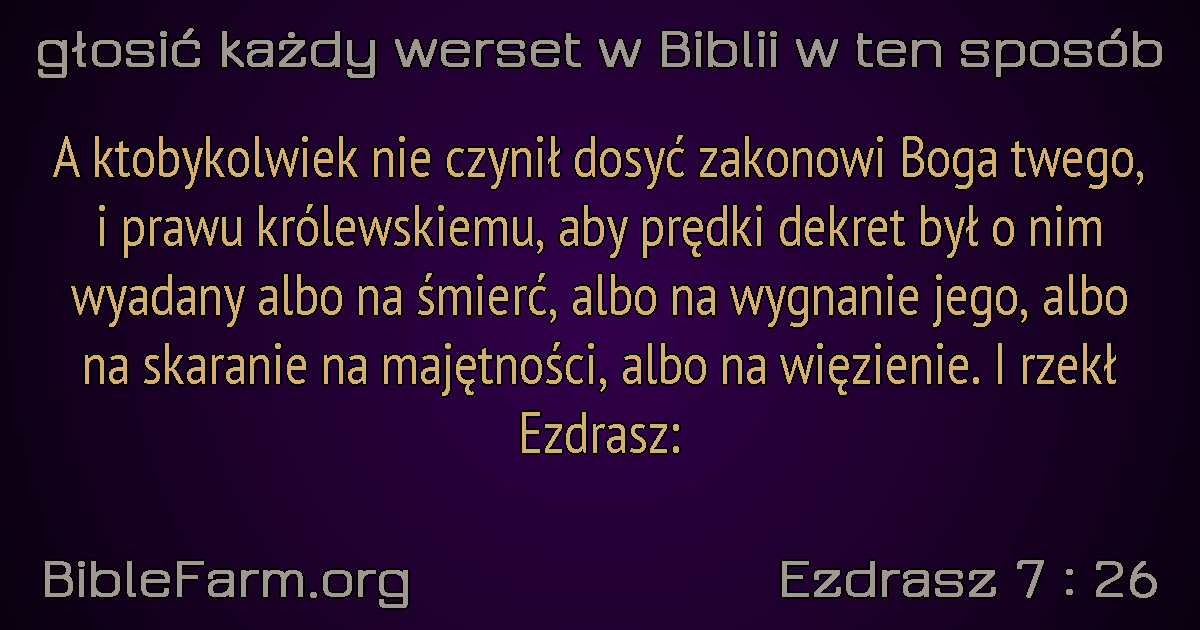 głosić każdy werset w Biblii w ten sposób
A ktobykolwiek nie czynił dosyć zakonowi Boga twego,
i prawu królewskiemu, aby prędki dekret był o nim
wyadany albo na śmierć, albo na wygnanie jego, albo
na skaranie na majętności, albo na więzienie. I rzekł
Ezdrasz:
BibleFarm.org
Ezdrasz 7 : 26